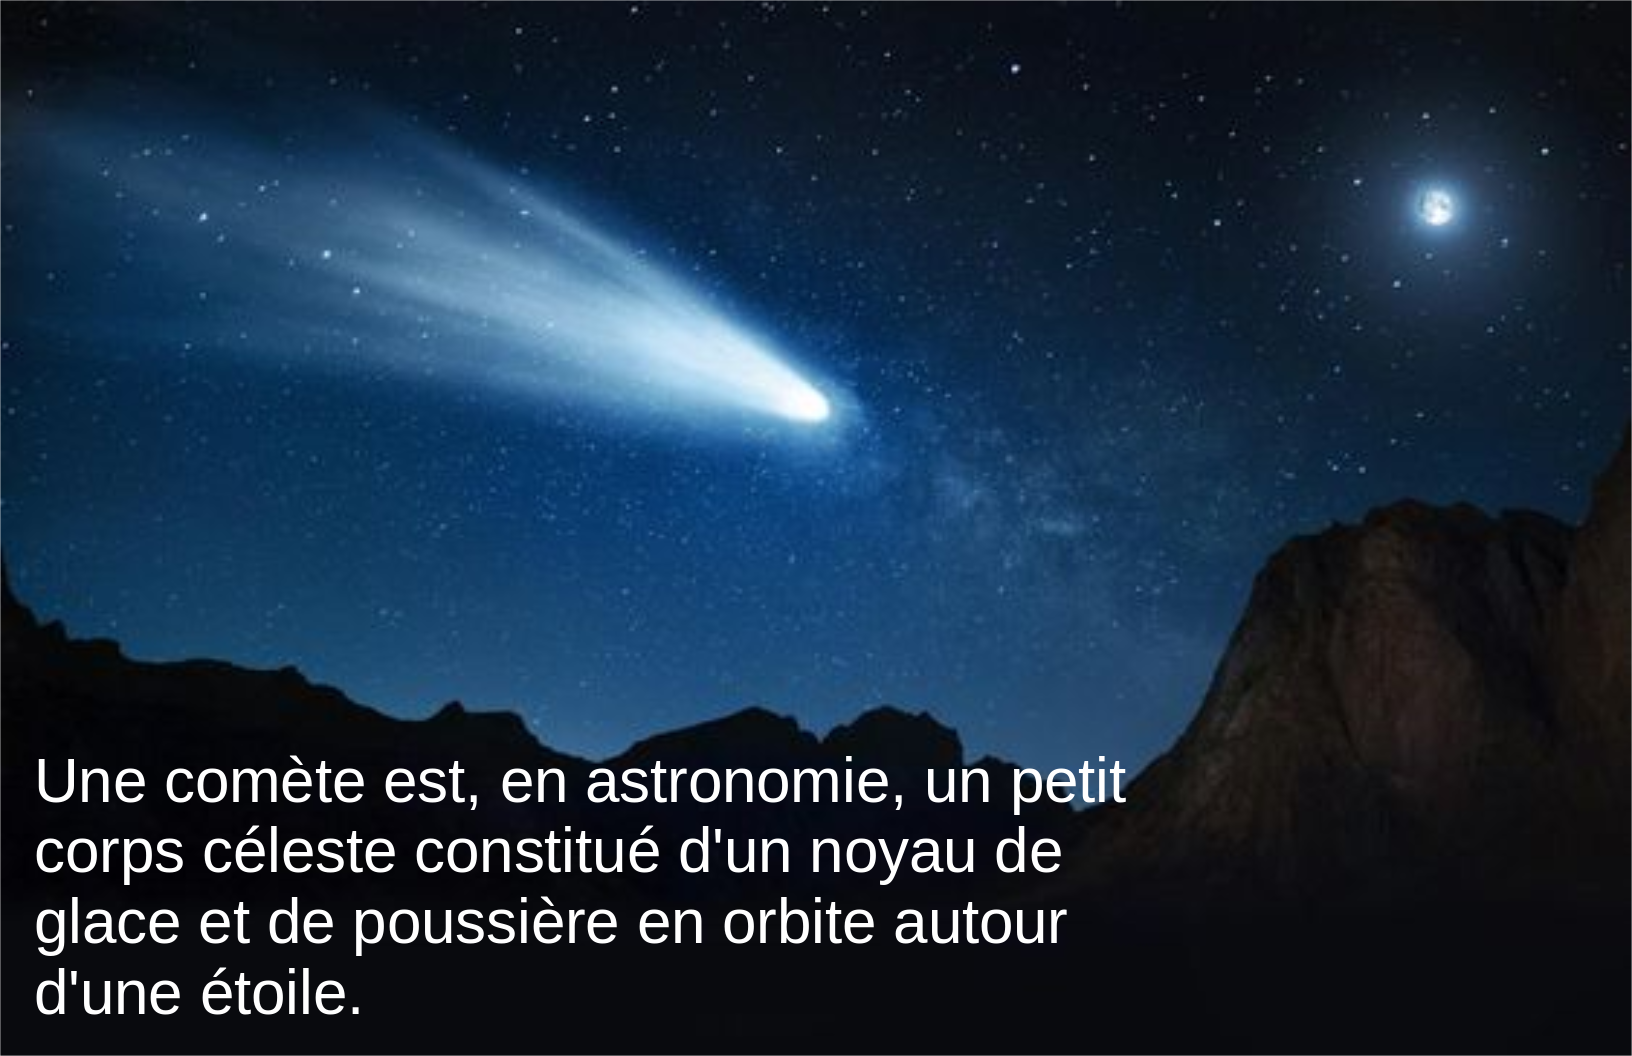 Une comète est, en astronomie, un petit
corps céleste constitué d'un noyau de
glace et de poussière en orbite autour
d'une étoile.